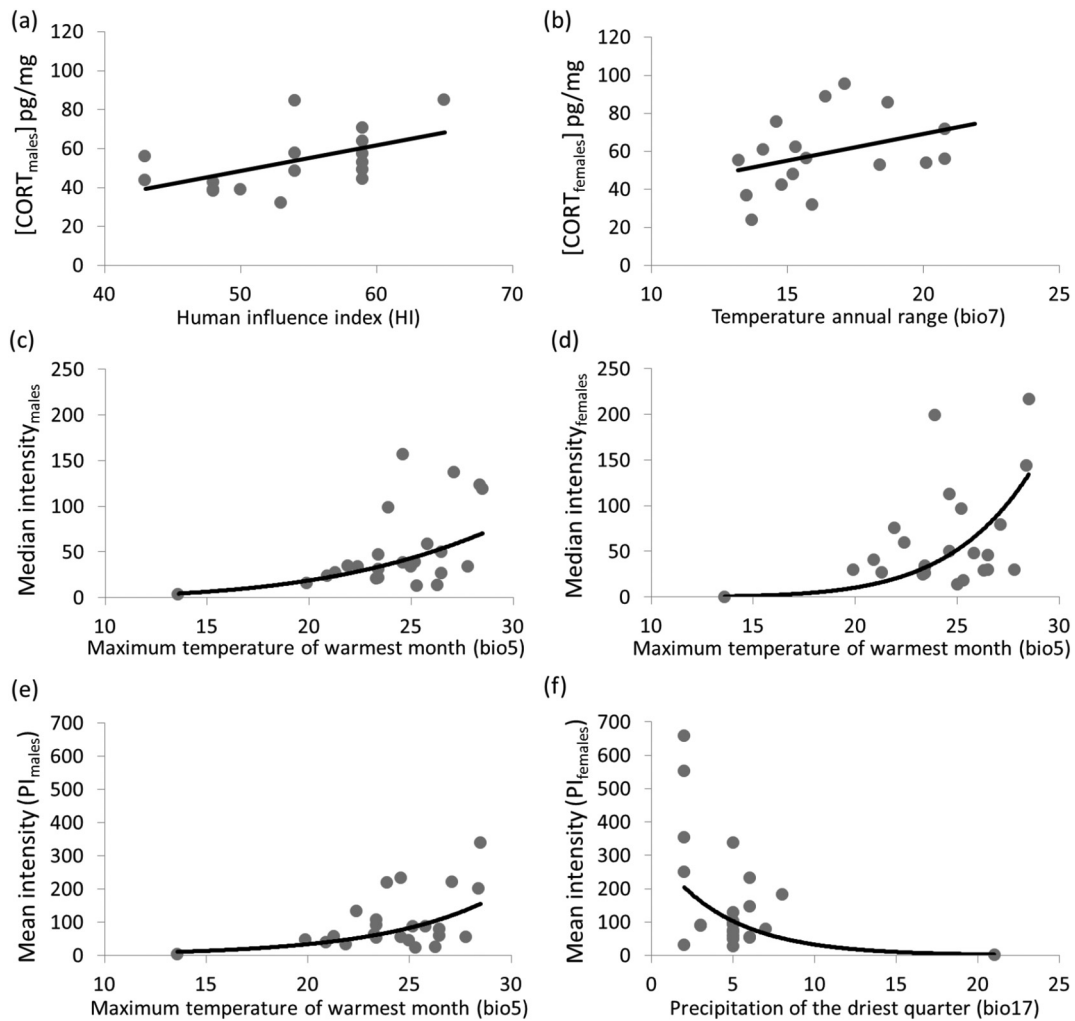 (a)
[CORTmales] pg/mg
120
100
80
60
40
20
0
40 50 60 70
Human influence index (HI)
(b)
[CORTfemales] pg/mg
120
100
80
60
40
20
0
10 15 20 25
Temperature annual range (bio7)
(c)
Median intensitymales
250
200
150
100
50
0
10 15 20 25 30
Maximum temperature of warmest month (bio5)
(d)
Median intensityfemales
250
200
150
100
50
0
10 15 20 25 30
Maximum temperature of warmest month (bio5)
(e)
Mean intensity (PImales)
700
600
500
400
300
200
100
0
10 15 20 25 30
Maximum temperature of warmest month (bio5)
(f)
Mean intensity (PIfemales)
700
600
500
400
300
200
100
0
0 5 10 15 20 25
Precipitation of the driest quarter (bio17)